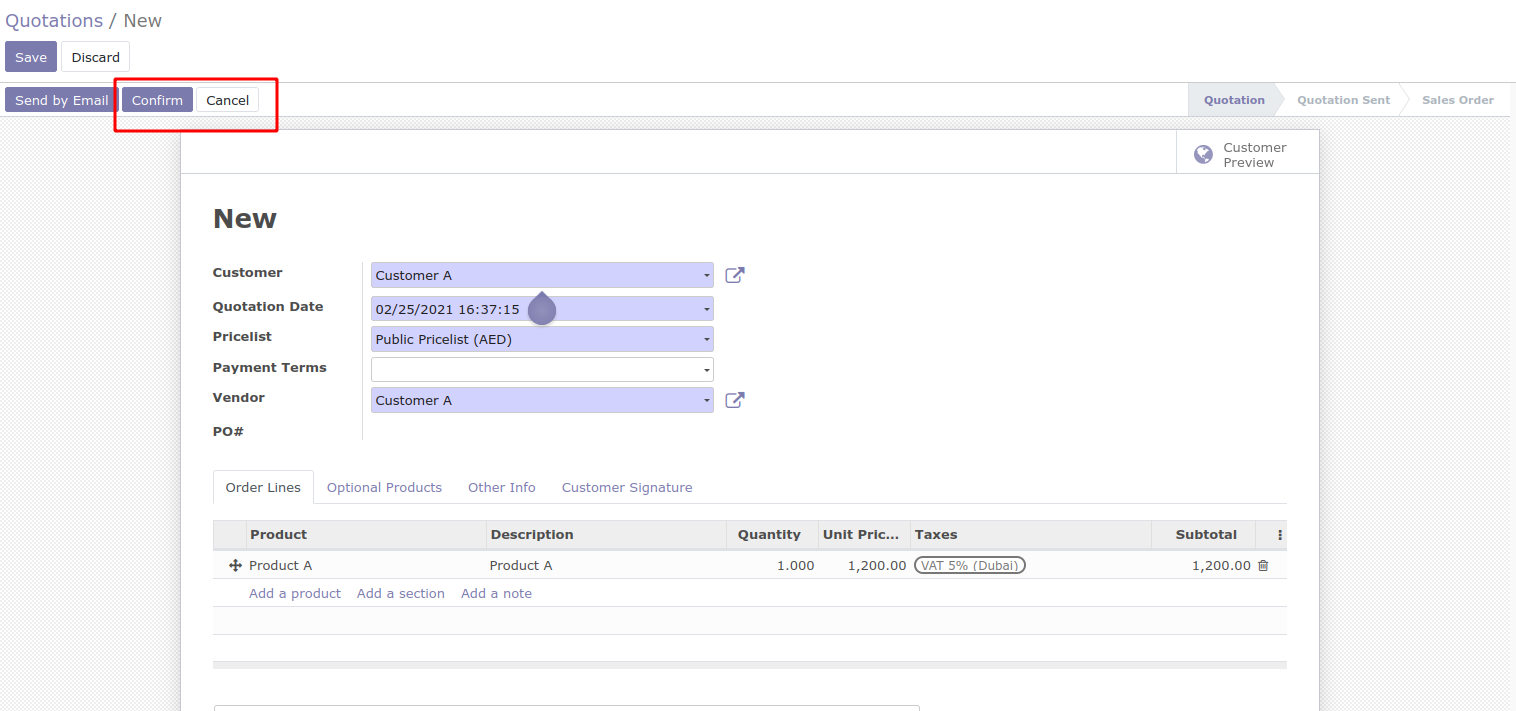 Quotations / New
Save Discard
Send by Email Confirm Cancel Quotation Quotation Sent Sales Order
Customer
Preview
New
Customer Customer A
Quotation Date 02/25/2021 16:37:15
Pricelist Public Pricelist (AED)
Payment Terms
Vendor Customer A
PO#
Order Lines Optional Products Other Info Customer Signature
Product Description Quantity Unit Pric... Taxes Subtotal
Product A Product A 1.000 1,200.00 VAT 5% (Dubai) 1,200.00
Add a product Add a section Add a note